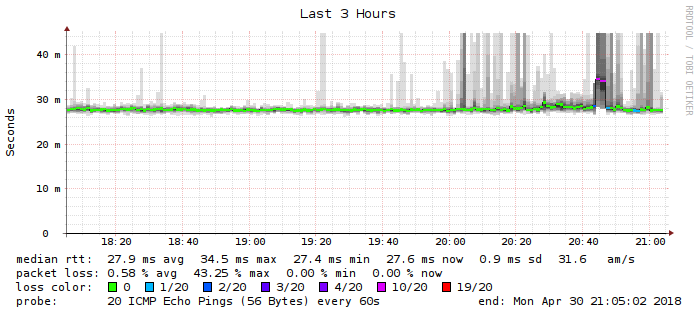 Last 3 Hours
RRDTOOL / TOBI OETIKER
Seconds
40 m
30 m
20 m
10 m
0
18:20 18:40 19:00 19:20 19:40 20:00 20:20 20:40 21:00
median rtt: 27.9 ms avg 34.5 ms max 27.4 ms min 27.6 ms now 0.9 ms sd 31.6 am/s
packet loss: 0.58 % avg 43.25 % max 0.00 % min 0.00 % now
loss color: 0 1/20 2/20 3/20 4/20 10/20 19/20
probe: 20 ICMP Echo Pings (56 Bytes) every 60s end: Mon Apr 30 21:05:02 2018